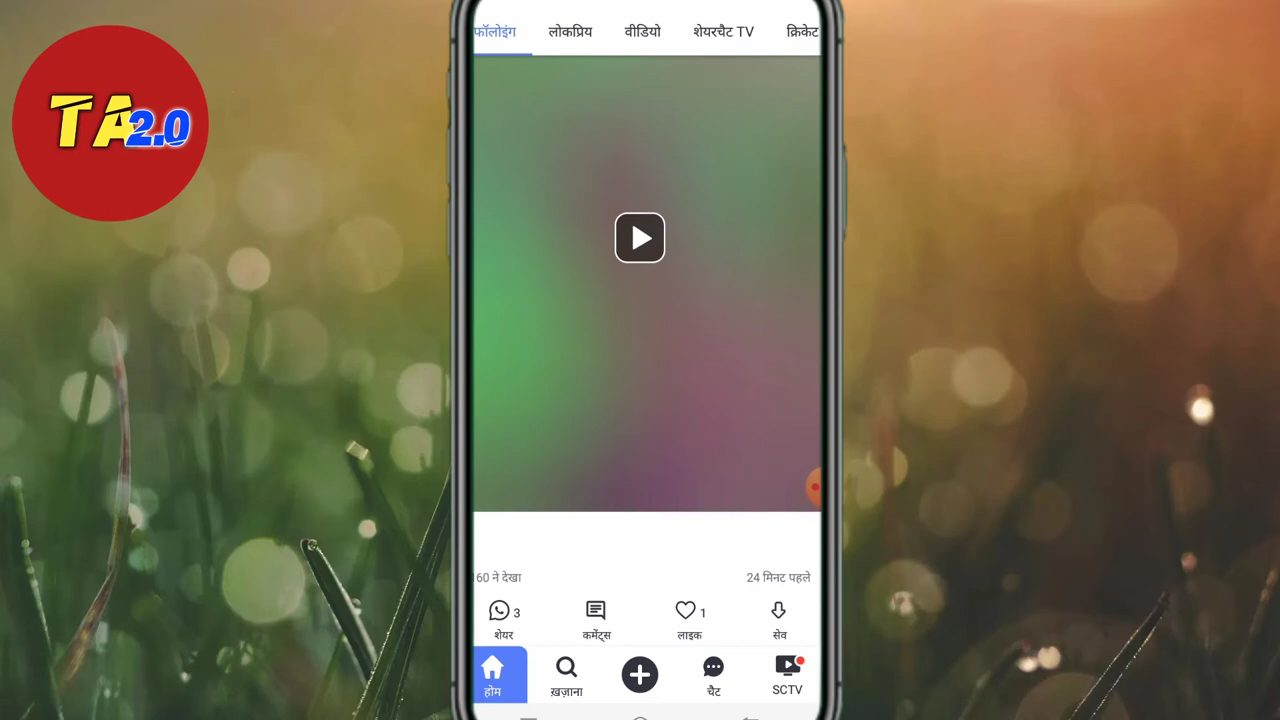 TA2.0
फॉलोइंग लोकप्रिय वीडियो शेयरचैट TV क्रिकेट
160 ने देखा 24 मिनट पहले
3 1
शेयर कमेंट्स लाइक सेव
होम ख़ज़ाना चैट SCTV